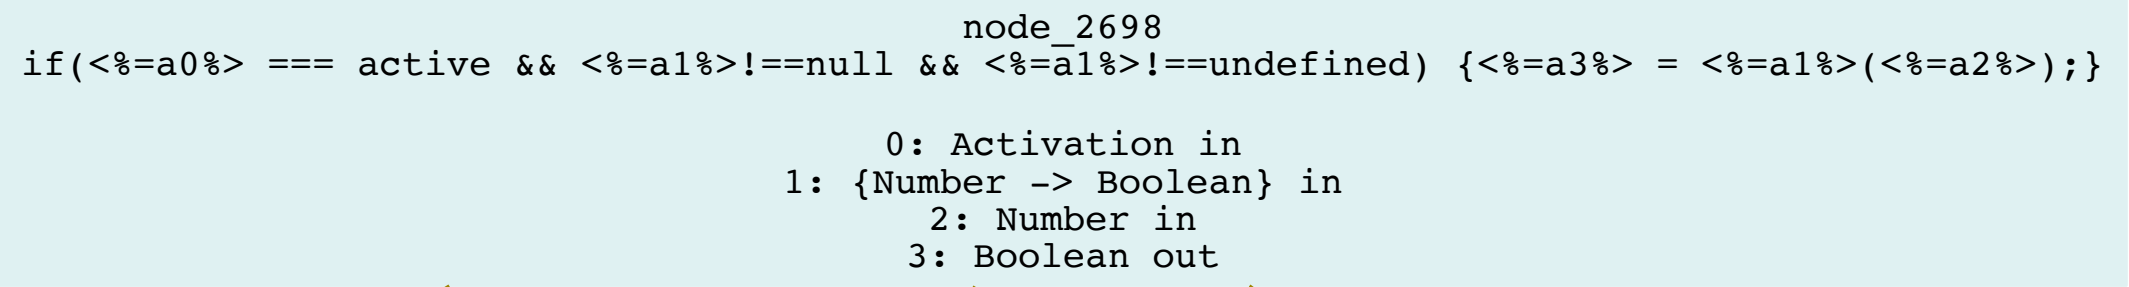 node_2698
if(<%=a0%> === active && <%=a1%>!==null && <%=a1%>!==undefined) {<%=a3%> = <%=a1%>(<%=a2%>);}
0: Activation in
1: {Number -> Boolean} in
2: Number in
3: Boolean out